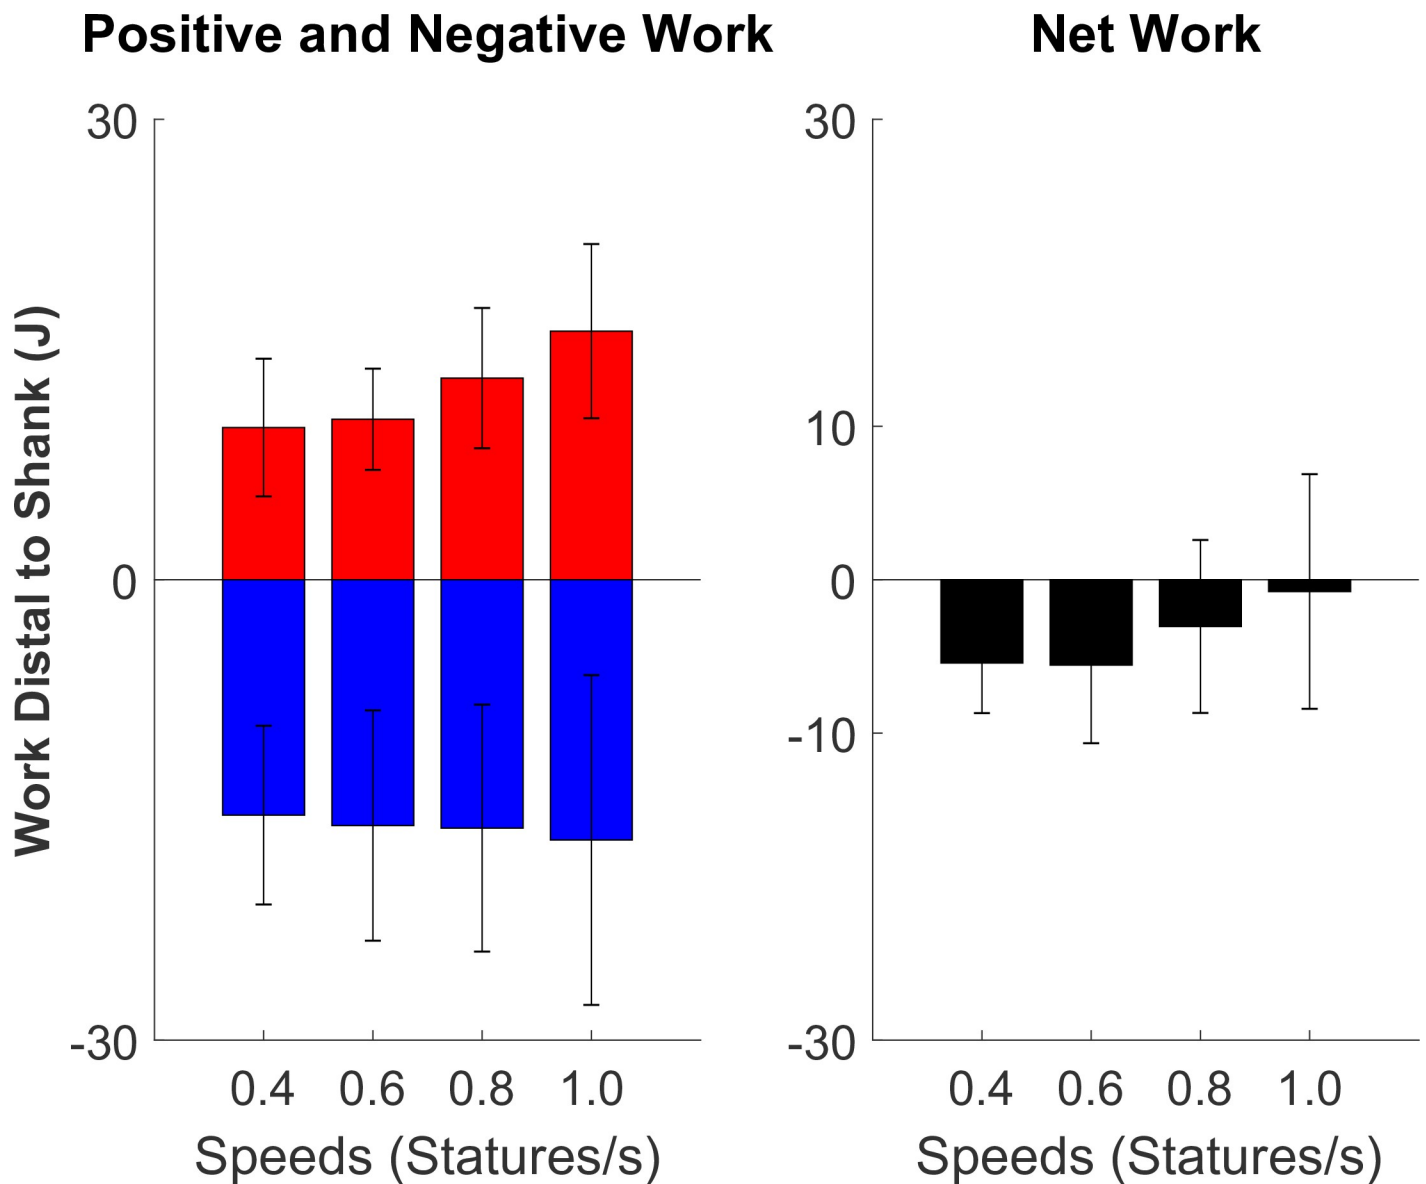 Positive and Negative Work
Work Distal to Shank (J)
30
0
-30
0.4 0.6 0.8 1.0
Speeds (Statures/s)
Net Work
30
10
0
-10
-30
0.4 0.6 0.8 1.0
Speeds (Statures/s)